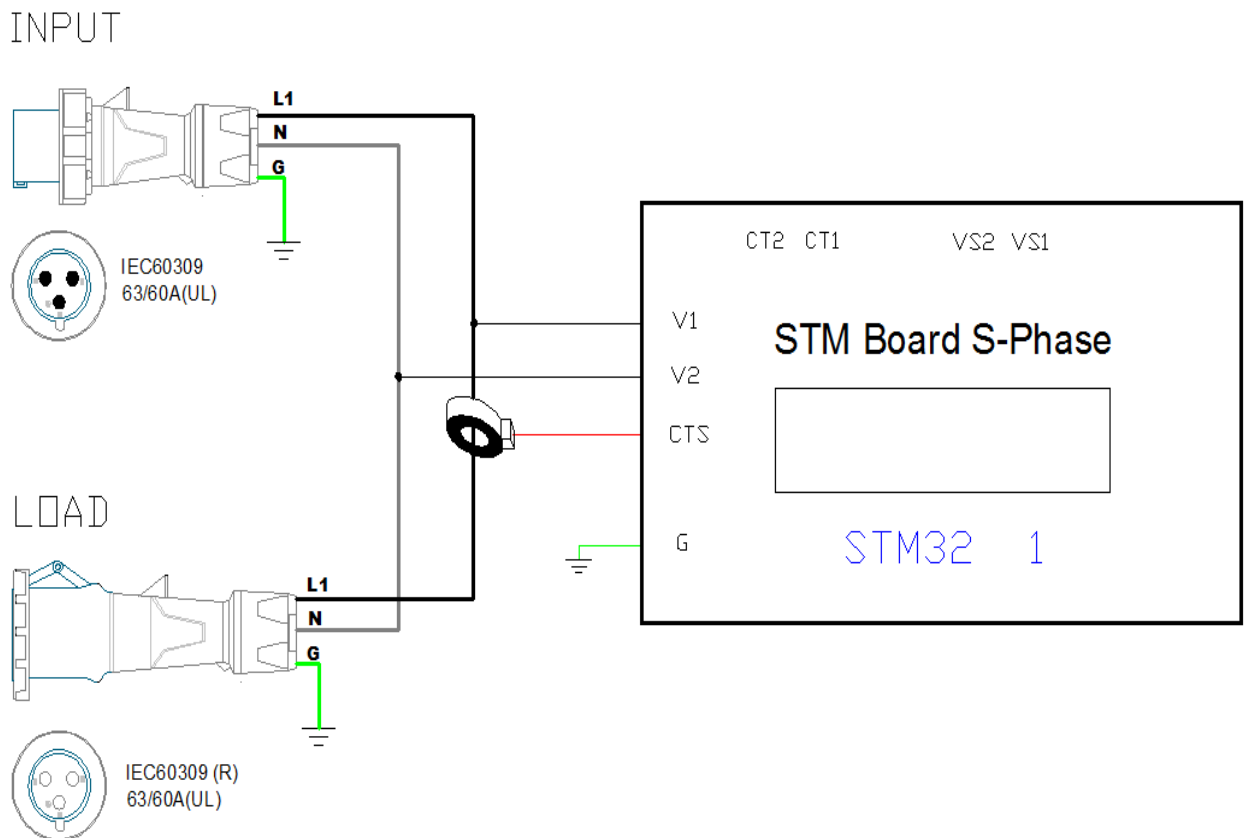 INPUT
L1
N
G
IEC60309
63/60A(UL)
CT2 CT1 VS2 VS1
V1
STM Board S-Phase
V2
CTS
G
STM32 1
LOAD
L1
N
G
IEC60309 (R)
63/60A(UL)